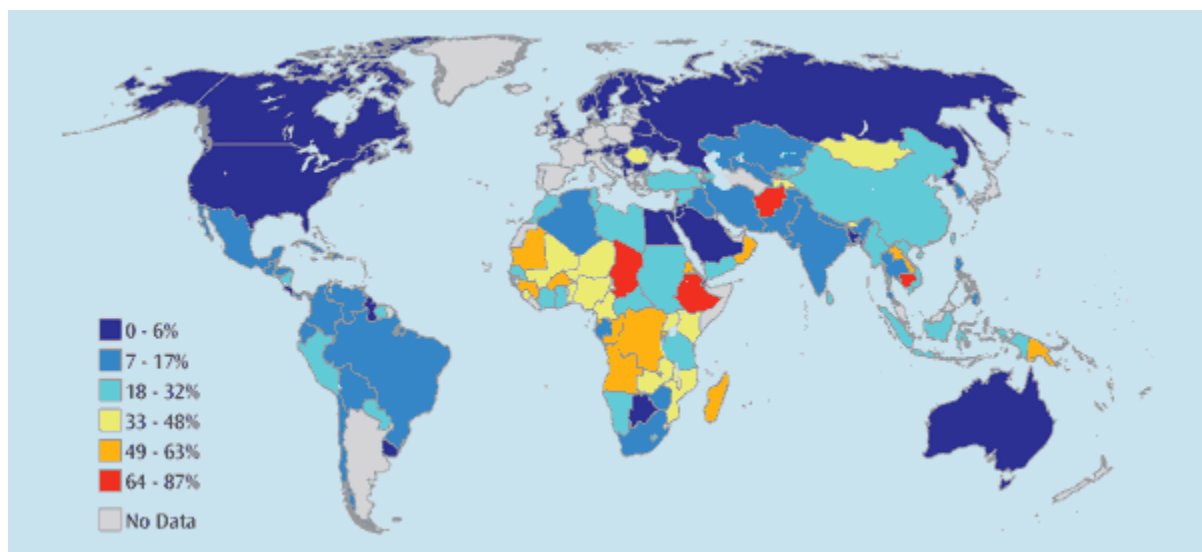 0 - 6%
7 - 17%
18 - 32%
33 - 48%
49 - 63%
64 - 87%
No Data